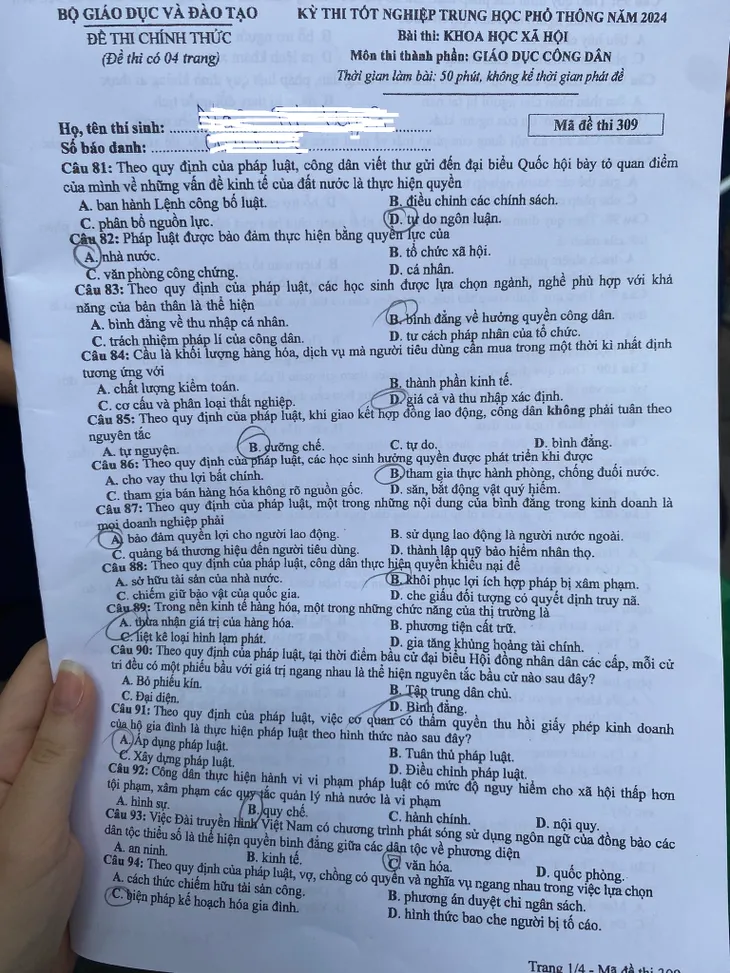 BỘ GIÁO DỤC VÀ ĐÀO TẠO
ĐỀ THI CHÍNH THỨC
(Đề thi có 04 trang)
KỲ THI TỐT NGHIỆP TRUNG HỌC PHỔ THÔNG NĂM 2024
Bài thi: KHOA HỌC XÃ HỘI
Môn thi thành phần: GIÁO DỤC CÔNG DÂN
Thời gian làm bài: 50 phút, không kể thời gian phát đề
Họ, tên thí sinh:
Số báo danh:
Mã đề thi 309
Câu 81: Theo quy định của pháp luật, công dân viết thư gửi đến đại biểu Quốc hội bày tỏ quan điểm
của mình về những vấn đề kinh tế của đất nước là thực hiện quyền
A. ban hành Lệnh công bố luật. B. điều chỉnh các chính sách.
C. phân bổ nguồn lực. D. tự do ngôn luận.
Câu 82: Pháp luật được bảo đảm thực hiện bằng quyền lực của
A. nhà nước. B. tổ chức xã hội.
C. văn phòng công chứng. D. cá nhân.
Câu 83: Theo quy định của pháp luật, các học sinh được lựa chọn ngành, nghề phù hợp với khả
năng của bản thân là thể hiện
A. bình đẳng về thu nhập cá nhân. B. bình đẳng về hưởng quyền công dân.
C. trách nhiệm pháp lí của công dân. D. tư cách pháp nhân của tổ chức.
Câu 84: Cầu là khối lượng hàng hóa, dịch vụ mà người tiêu dùng cần mua trong một thời kì nhất định
tương ứng với
A. chất lượng kiểm toán. B. thành phần kinh tế.
C. cơ cấu và phân loại thất nghiệp. D. giá cả và thu nhập xác định.
Câu 85: Theo quy định của pháp luật, khi giao kết hợp đồng lao động, công dân không phải tuân theo
nguyên tắc
A. tự nguyện. B. cưỡng chế. C. tự do. D. bình đẳng.
Câu 86: Theo quy định của pháp luật, các học sinh hưởng quyền được phát triển khi được
A. cho vay thu lợi bất chính. B. tham gia thực hành phòng, chống đuối nước.
C. tham gia bán hàng hóa không rõ nguồn gốc. D. săn, bắt động vật quý hiếm.
Câu 87: Theo quy định của pháp luật, một trong những nội dung của bình đẳng trong kinh doanh là
mọi doanh nghiệp phải
A. bảo đảm quyền lợi cho người lao động. B. sử dụng lao động là người nước ngoài.
C. quảng bá thương hiệu đến người tiêu dùng. D. thành lập quỹ bảo hiểm nhân thọ.
Câu 88: Theo quy định của pháp luật, công dân thực hiện quyền khiếu nại để
A. sở hữu tài sản của nhà nước. B. khôi phục lợi ích hợp pháp bị xâm phạm.
C. chiếm giữ bảo vật của quốc gia. D. che giấu đối tượng có quyết định truy nã.
Câu 89: Trong nền kinh tế hàng hóa, một trong những chức năng của thị trường là
A. thừa nhận giá trị của hàng hóa. B. phương tiện cất trữ.
C. liệt kê loại hình lạm phát. D. gia tăng khủng hoảng tài chính.
Câu 90: Theo quy định của pháp luật, tại thời điểm bầu cử đại biểu Hội đồng nhân dân các cấp, mỗi cử
tri đều có một phiếu bầu với giá trị ngang nhau là thể hiện nguyên tắc bầu cử nào sau đây?
A. Bỏ phiếu kín. B. Tập trung dân chủ.
C. Đại diện. D. Bình đẳng.
Câu 91: Theo quy định của pháp luật, việc cơ quan có thẩm quyền thu hồi giấy phép kinh doanh
của hộ gia đình là thực hiện pháp luật theo hình thức nào sau đây?
A. Áp dụng pháp luật. B. Tuân thủ pháp luật.
C. Xây dựng pháp luật. D. Điều chỉnh pháp luật.
Câu 92: Công dân thực hiện hành vi vi phạm pháp luật có mức độ nguy hiểm cho xã hội thấp hơn
tội phạm, xâm phạm các quy tắc quản lý nhà nước là vi phạm
A. hình sự. B. quy chế. C. hành chính. D. nội quy.
Câu 93: Việc Đài truyền hình Việt Nam có chương trình phát sóng sử dụng ngôn ngữ của đồng bào các
dân tộc thiểu số là thể hiện quyền bình đẳng giữa các dân tộc về phương diện
A. an ninh. B. kinh tế. C. văn hóa. D. quốc phòng.
Câu 94: Theo quy định của pháp luật, vợ, chồng có quyền và nghĩa vụ ngang nhau trong việc lựa chọn
A. cách thức chiếm hữu tài sản công. B. phương án duyệt chi ngân sách.
C. biện pháp kế hoạch hóa gia đình. D. hình thức bao che người bị tố cáo.
Trang 1/4 - Mã đề thi 309